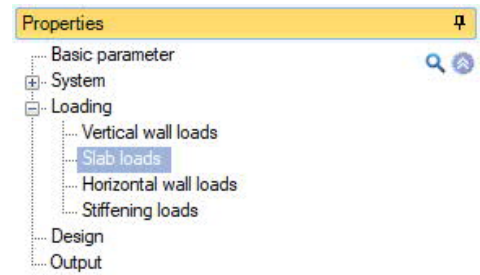 Properties
Basic parameter
System
Loading
Vertical wall loads
Slab loads
Horizontal wall loads
Stiffening loads
Design
Output